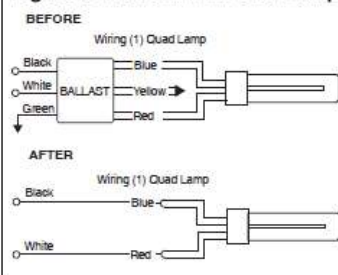 BEFORE
Wiring (1) Quad Lamp
Black
Blue
White
BALLAST
Yellow
Green
Red
AFTER
Wiring (1) Quad Lamp
Black
Blue
White
Red